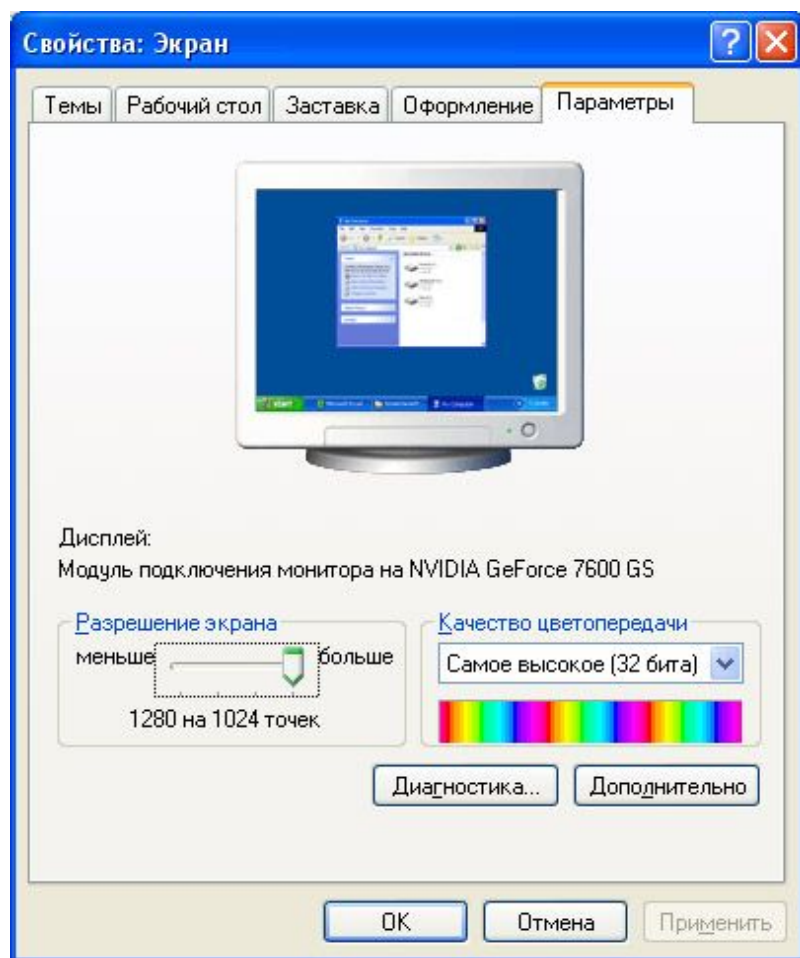 Свойства: Экран
Темы Рабочий стол Заставка Оформление Параметры
start
Дисплей:
Модуль подключения монитора на NVIDIA GeForce 7600 GS
Разрешение экрана
меньше больше
1280 на 1024 точек
Качество цветопередачи
Самое высокое (32 бита)
Диагностика... Дополнительно
OK Отмена Применить